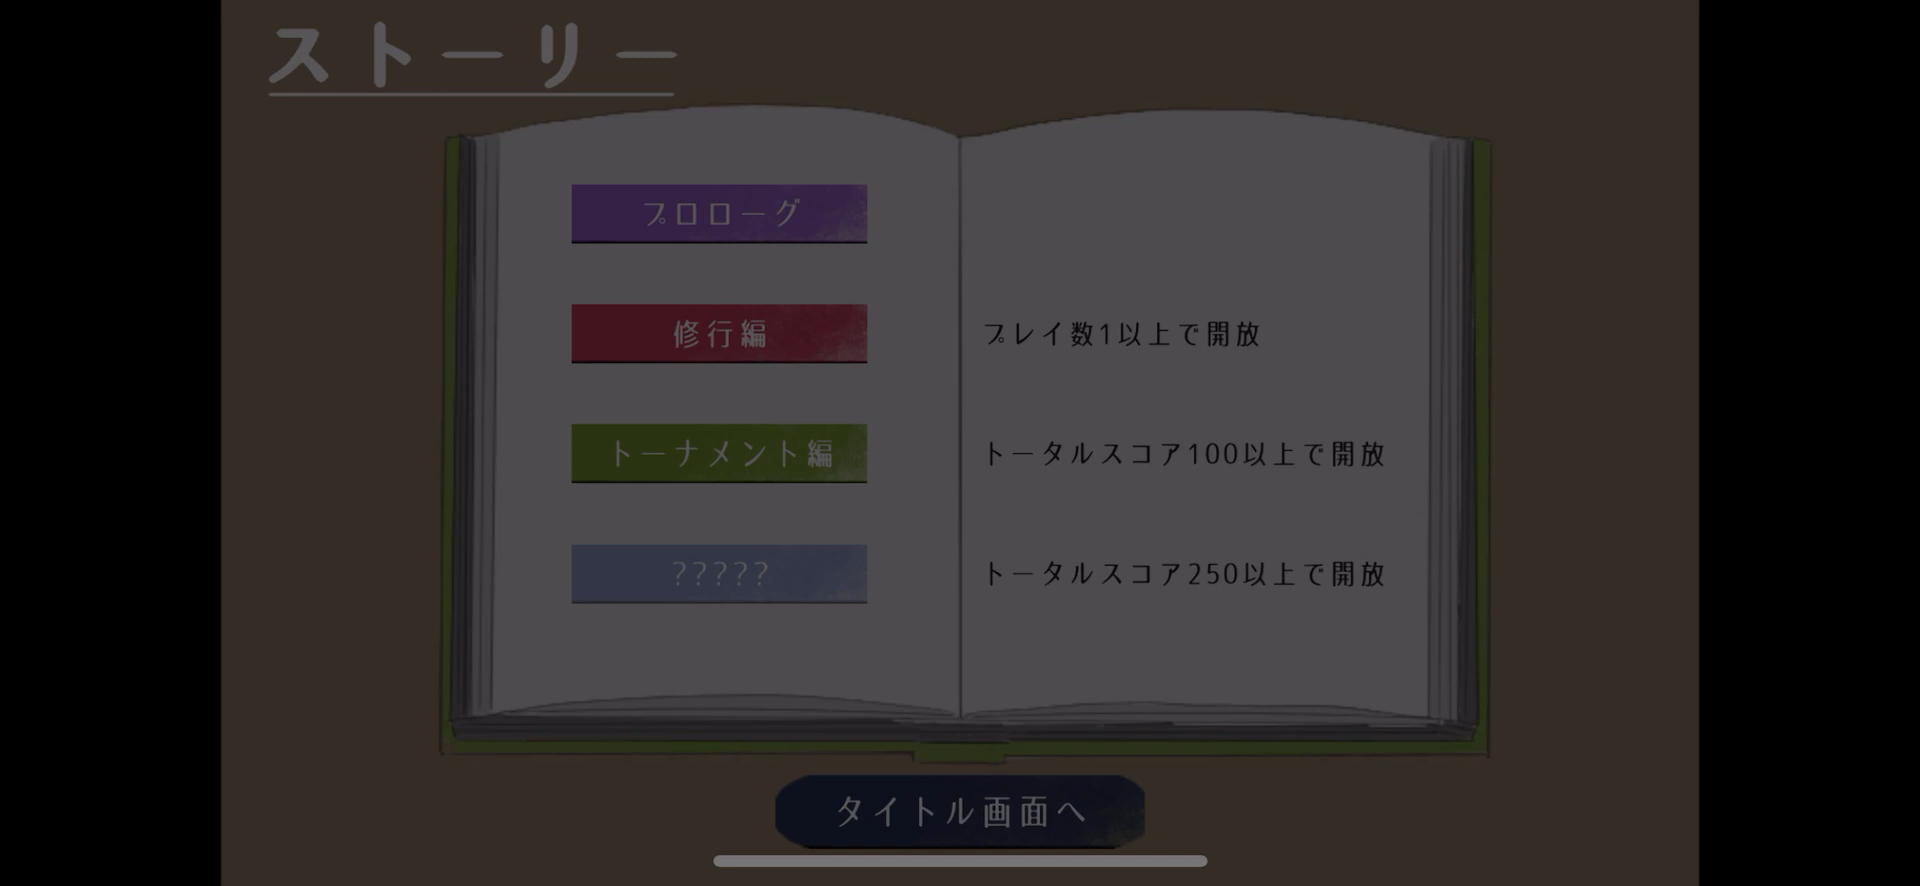 ストーリー
プロローグ
修行編
プレイ数1以上で開放
トーナメント編
トータルスコア100以上で開放
?????
トータルスコア250以上で開放
タイトル画面へ